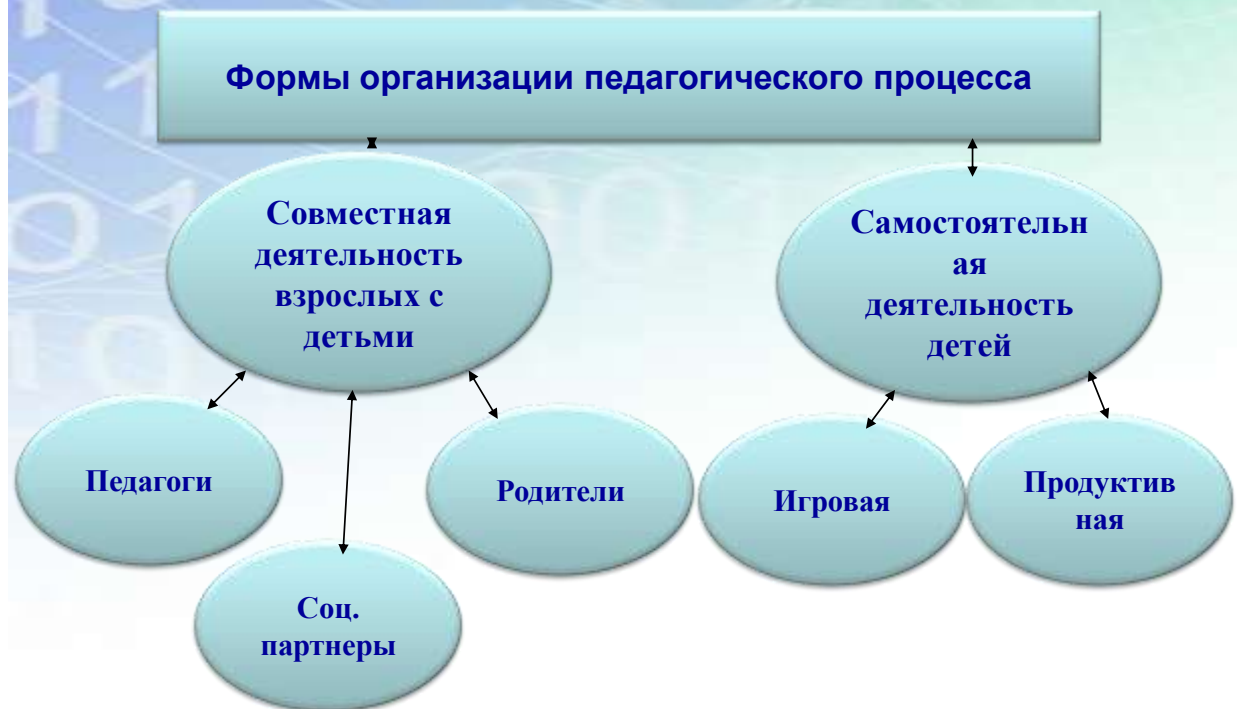 Формы организации педагогического процесса
Совместная
деятельность
взрослых с
детьми
Самостоятельн
ая
деятельность
детей
Педагоги
Соц.
партнеры
Родители
Игровая
Продуктив
ная